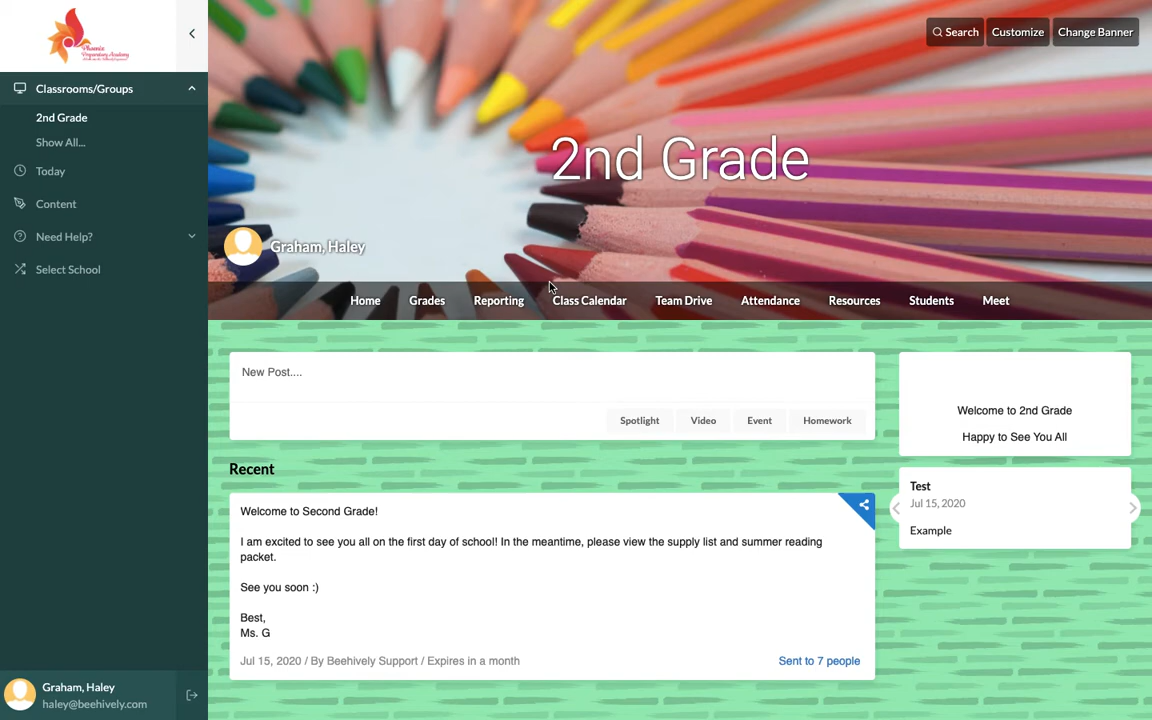 Phoenix
Preparatory Academy
Classrooms/Groups
2nd Grade
Show All...
Today
Content
Need Help?
Select School
Graham, Haley
haley@beehively.com
Search
Customize
Change Banner
2nd Grade
Graham, Haley
Home
Grades
Reporting
Class Calendar
Team Drive
Attendance
Resources
Students
Meet
New Post....
Spotlight
Video
Event
Homework
Recent
Welcome to Second Grade!
I am excited to see you all on the first day of school! In the meantime, please view the supply list and summer reading
packet.
See you soon :)
Best,
Ms. G
Jul 15, 2020 / By Beehively Support / Expires in a month
Sent to 7 people
Welcome to 2nd Grade
Happy to See You All
Test
Jul 15, 2020
Example